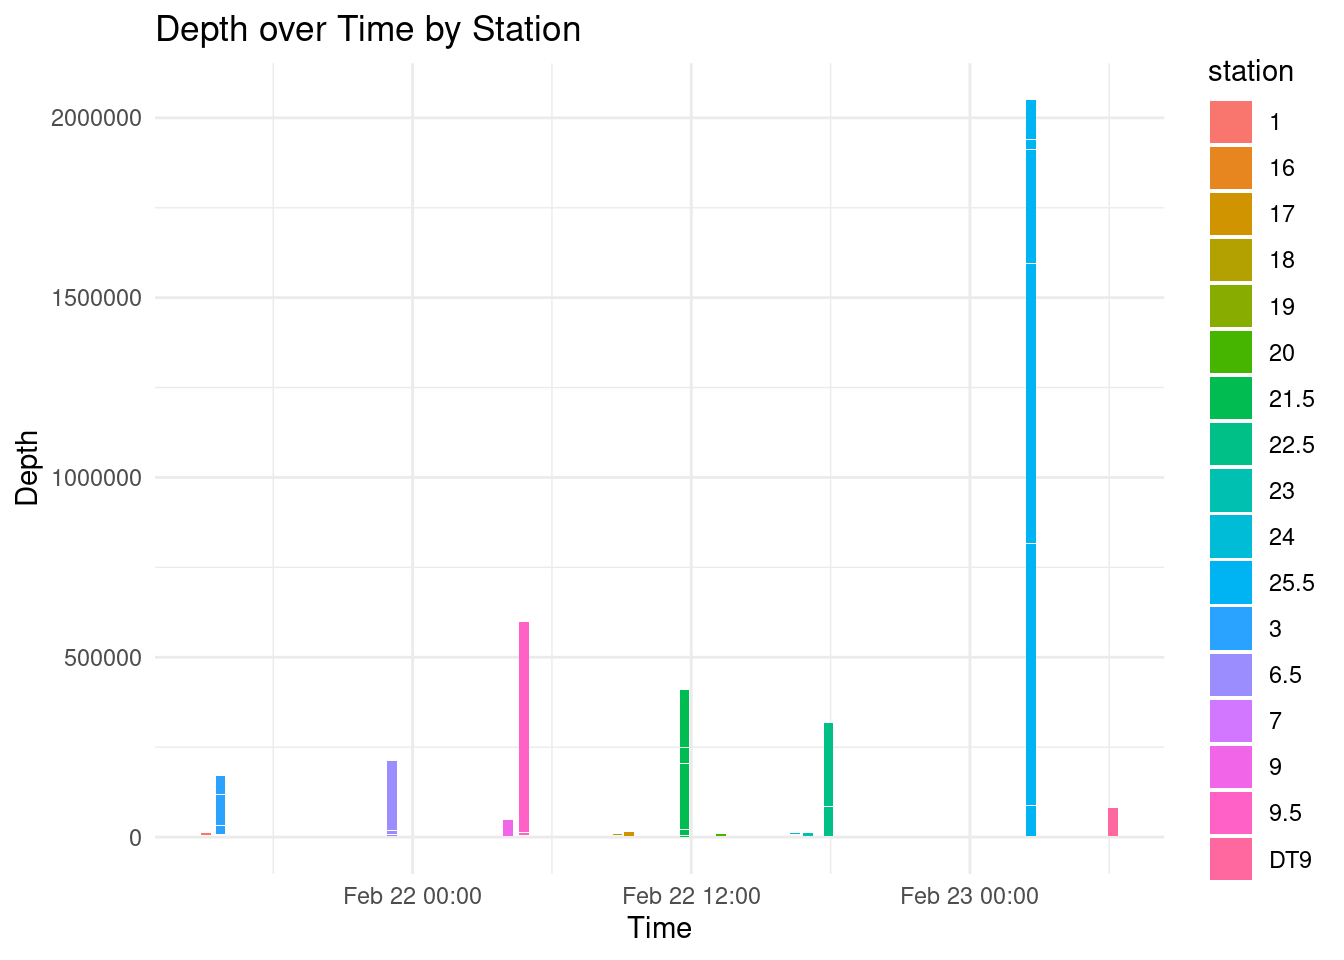 Depth over Time by Station
station
1
16
17
18
19
20
21.5
22.5
23
24
25.5
3
6.5
7
9
9.5
DT9
Depth
2000000
1500000
1000000
500000
0
Feb 22 00:00
Feb 22 12:00
Feb 23 00:00
Time